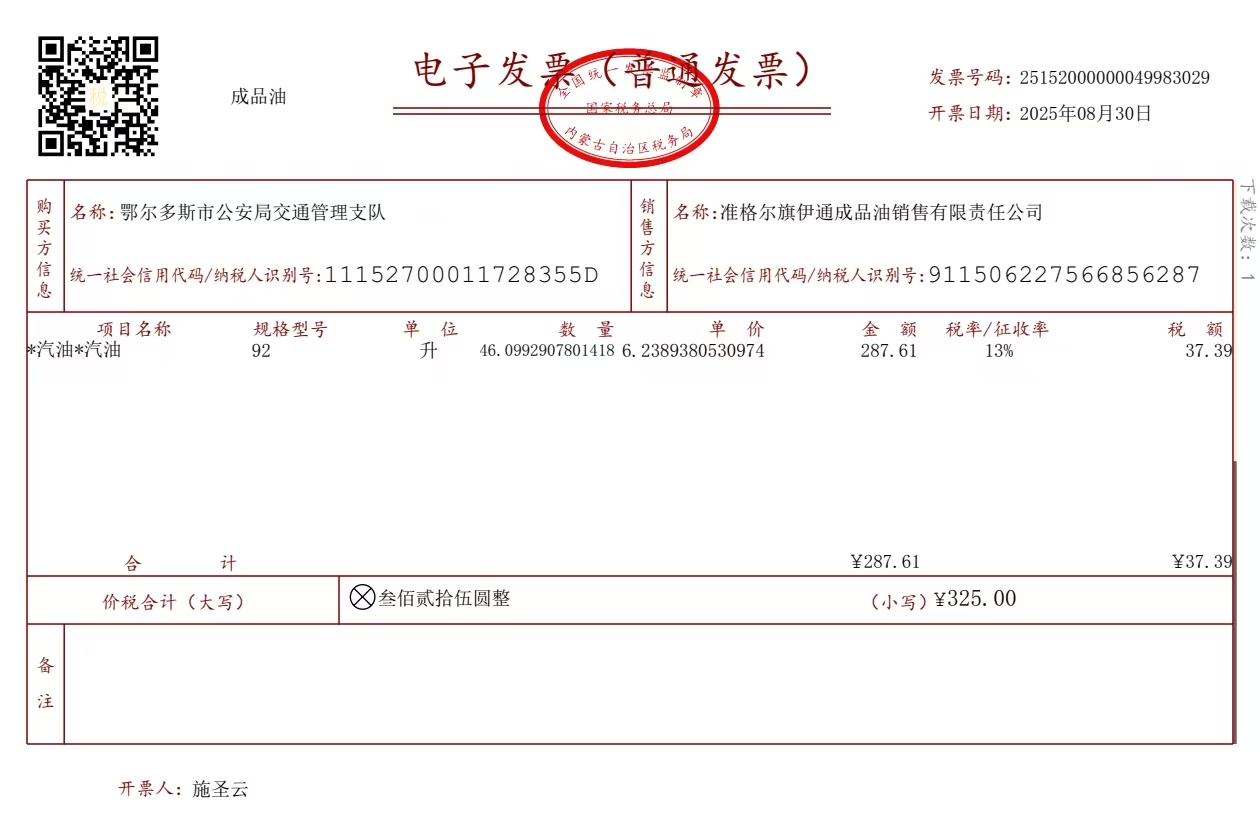 电子发票（普通发票）
成品油
税
全国统一发票监制章
国家税务总局
内蒙古自治区税务局
发票号码：25152000000049983029
开票日期：2025年08月30日
下载次数：1
购买方信息
名称：鄂尔多斯市公安局交通管理支队
统一社会信用代码/纳税人识别号：11152700011728355D
销售方信息
名称：准格尔旗伊通成品油销售有限责任公司
统一社会信用代码/纳税人识别号：911506227566856287
项目名称 规格型号 单 位 数 量 单 价 金 额 税率/征收率 税 额
*汽油*汽油 92 升 46.0992907801418 6.2389380530974 287.61 13% 37.39
合 计 ¥287.61 ¥37.39
价税合计（大写） ⊗叁佰贰拾伍圆整 （小写）¥325.00
备注
开票人：施圣云